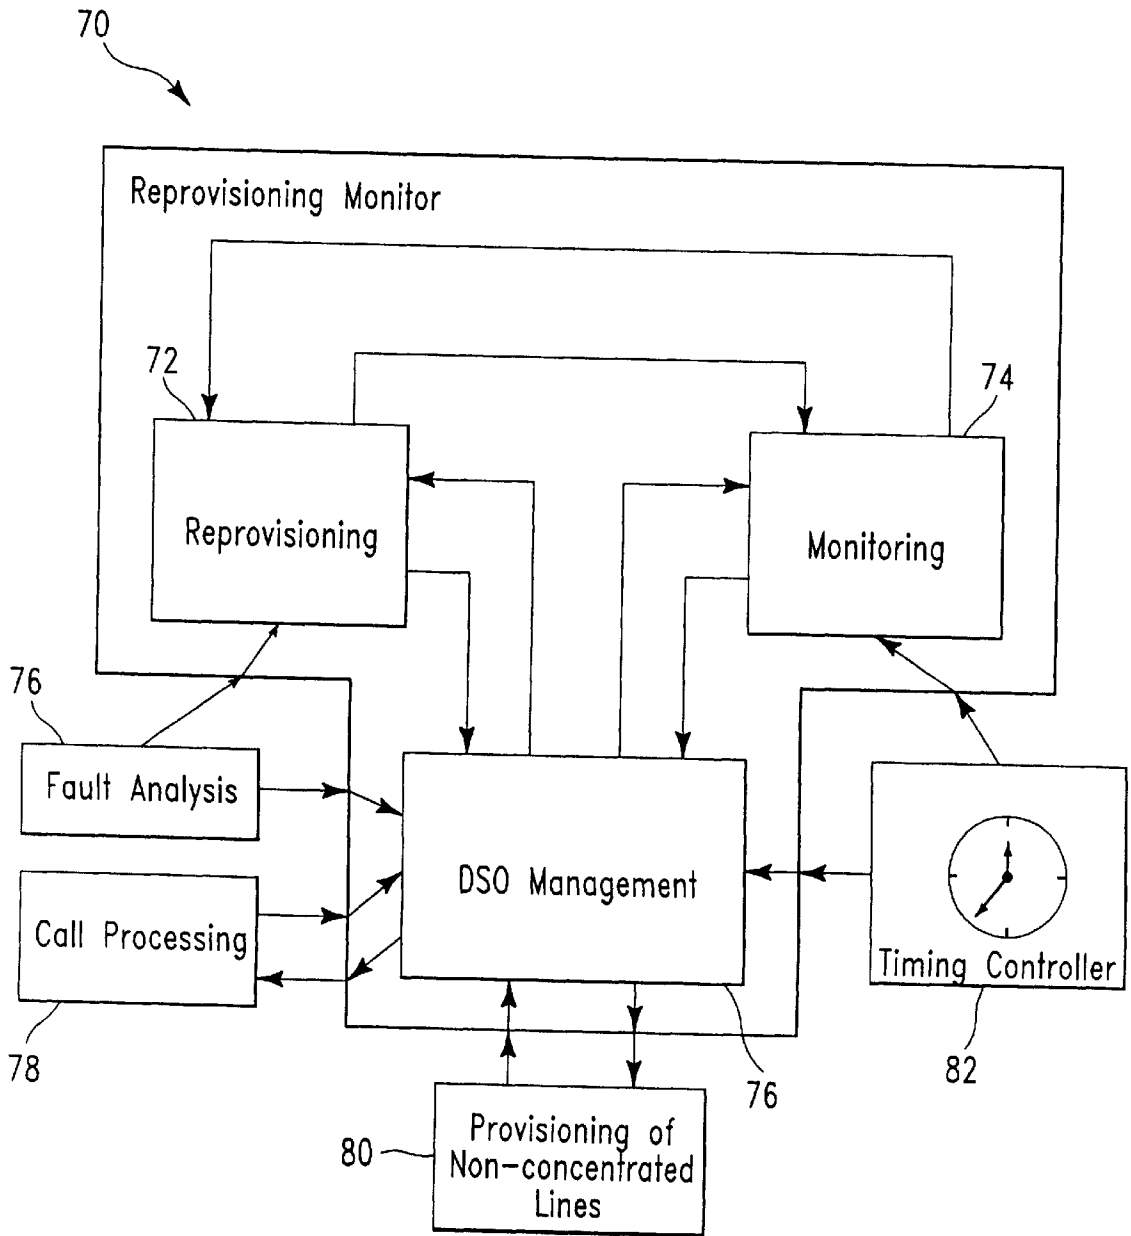 70
Reprovisioning Monitor
72
74
Reprovisioning
Monitoring
76
Fault Analysis
DSO Management
Call Processing
Timing Controller
78
76
82
80
Provisioning of
Non-concentrated
Lines